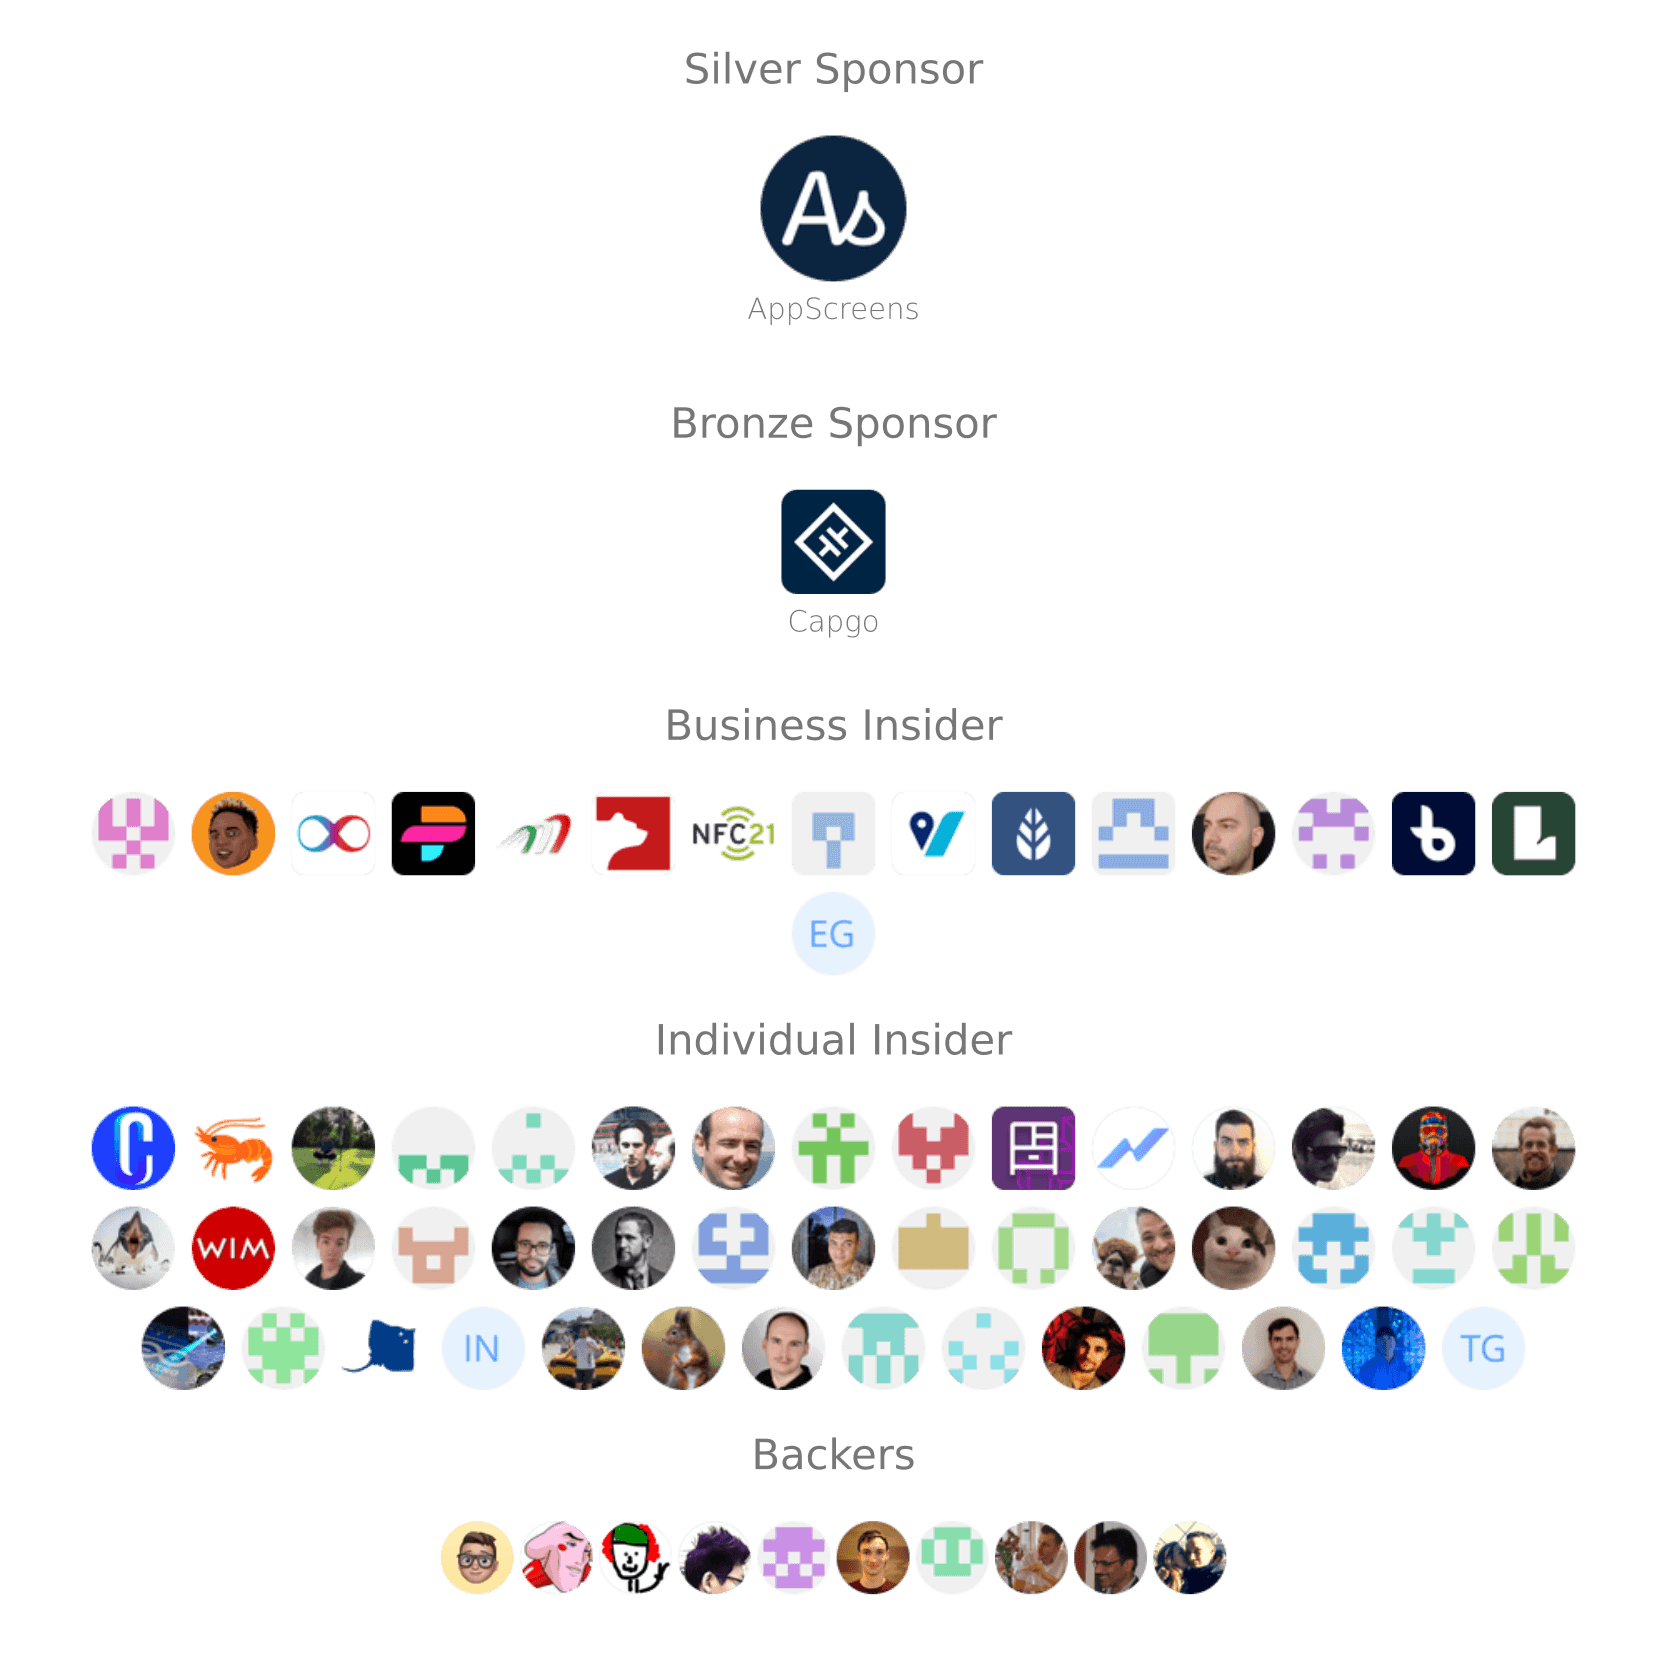 Silver Sponsor
As
AppScreens
Bronze Sponsor
Capgo
Business Insider
NFC21
EG
Individual Insider
WIM
IN
TG
Backers